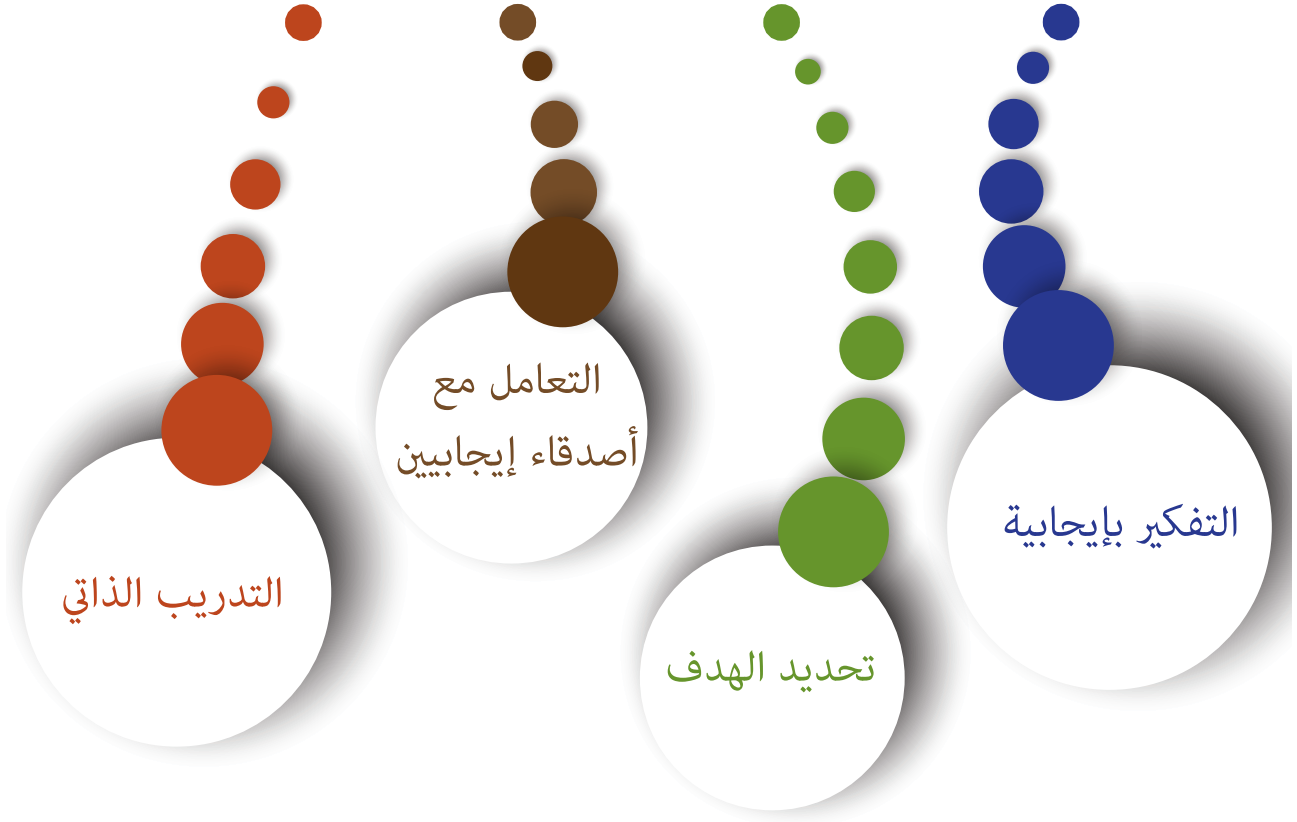 التفكير بإيجابية
تحديد الهدف
التعامل مع
أصدقاء إيجابيين
التدريب الذاتي